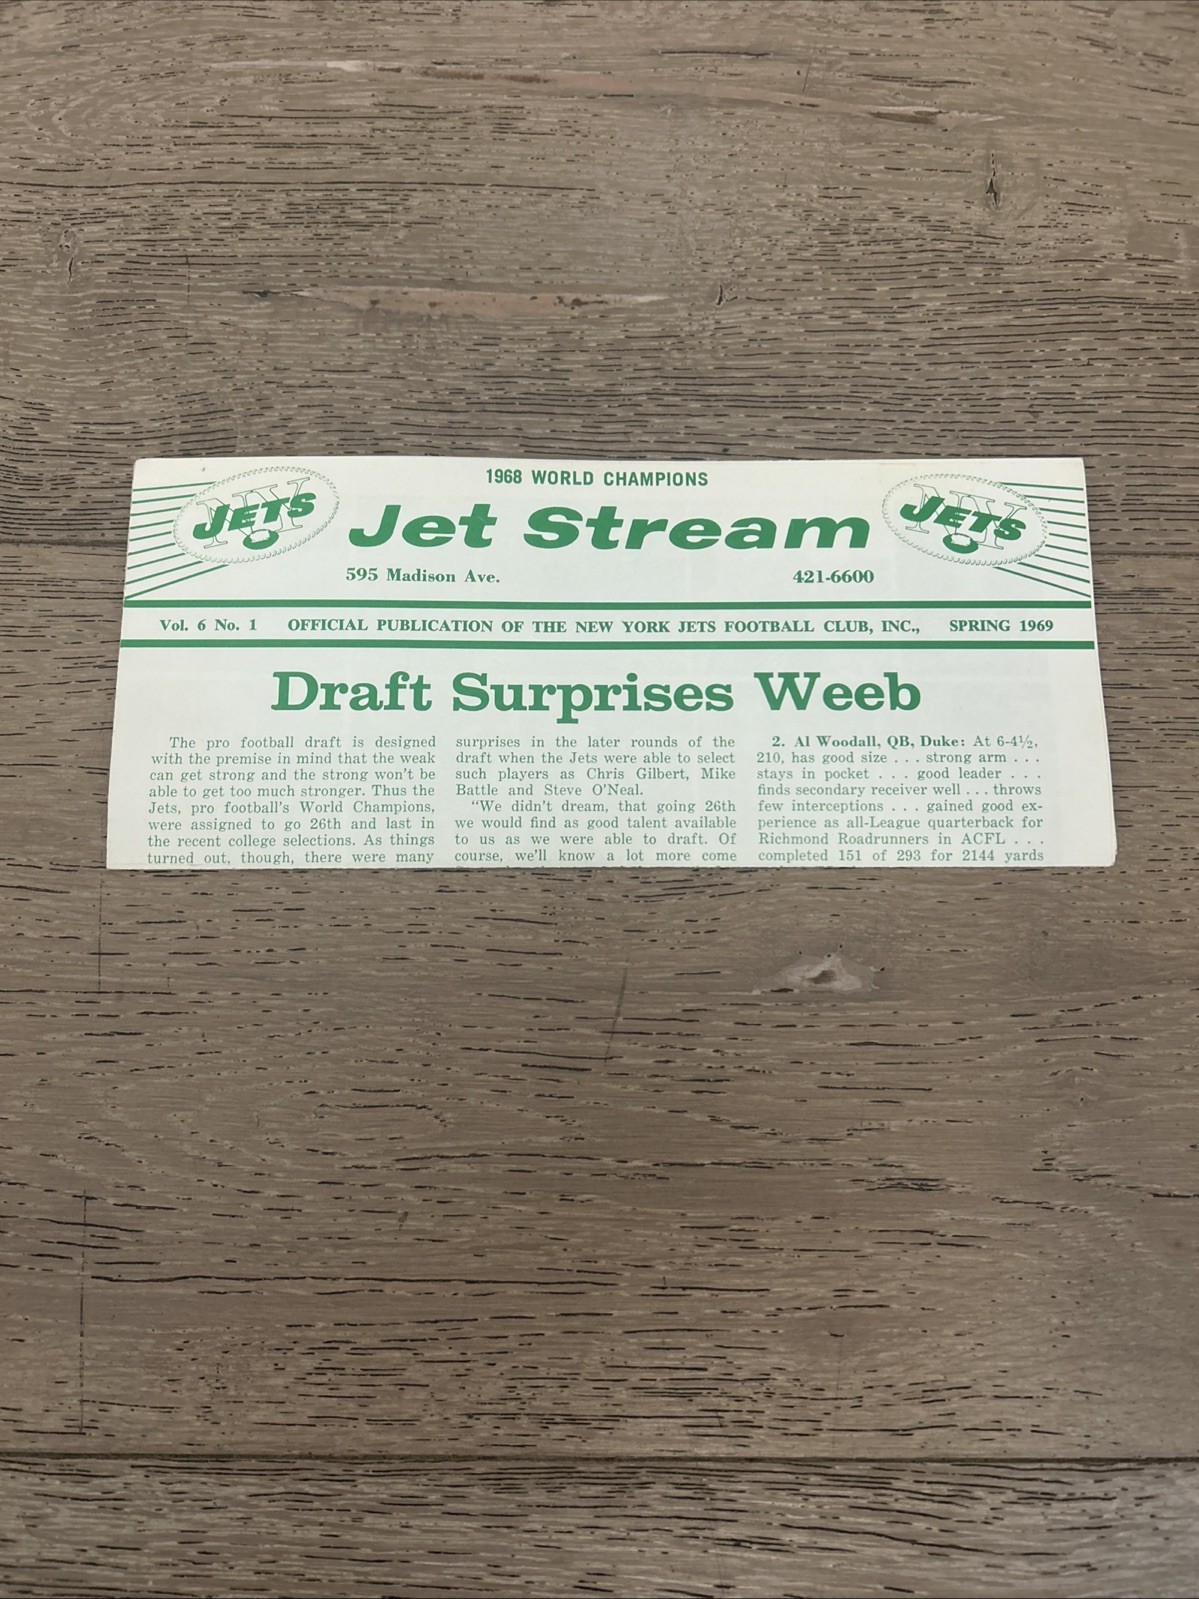 1968 WORLD CHAMPIONS
NY JETS
Jet Stream
NY JETS
595 Madison Ave.
421-6600
Vol. 6 No. 1 OFFICIAL PUBLICATION OF THE NEW YORK JETS FOOTBALL CLUB, INC., SPRING 1969
Draft Surprises Weeb
The pro football draft is designed
with the premise in mind that the weak
can get strong and the strong won't be
able to get too much stronger. Thus the
Jets, pro football's World Champions,
were assigned to go 26th and last in
the recent college selections. As things
turned out, though, there were many
surprises in the later rounds of the
draft when the Jets were able to select
such players as Chris Gilbert, Mike
Battle and Steve O'Neal.
"We didn't dream, that going 26th
we would find as good talent available
to us as we were able to draft. Of
course, we'll know a lot more come
2. Al Woodall, QB, Duke: At 6-4½,
210, has good size . . . strong arm . . .
stays in pocket . . . good leader . . .
finds secondary receiver well . . . throws
few interceptions . . . gained good ex-
perience as all-League quarterback for
Richmond Roadrunners in ACFL . . .
completed 151 of 293 for 2144 yards